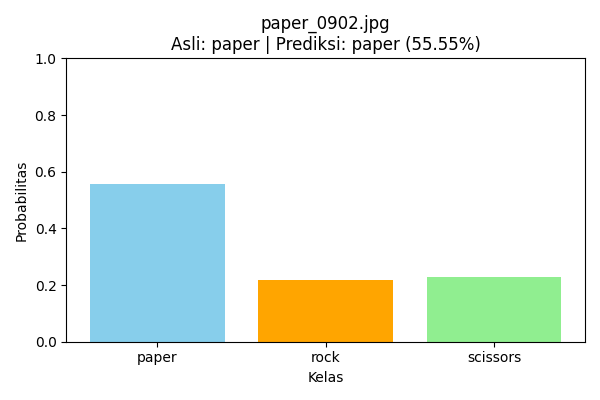 paper_0902.jpg
Asli: paper | Prediksi: paper (55.55%)
1.0
0.8
0.6
0.4
0.2
0.0
Probabilitas
paper rock scissors
Kelas